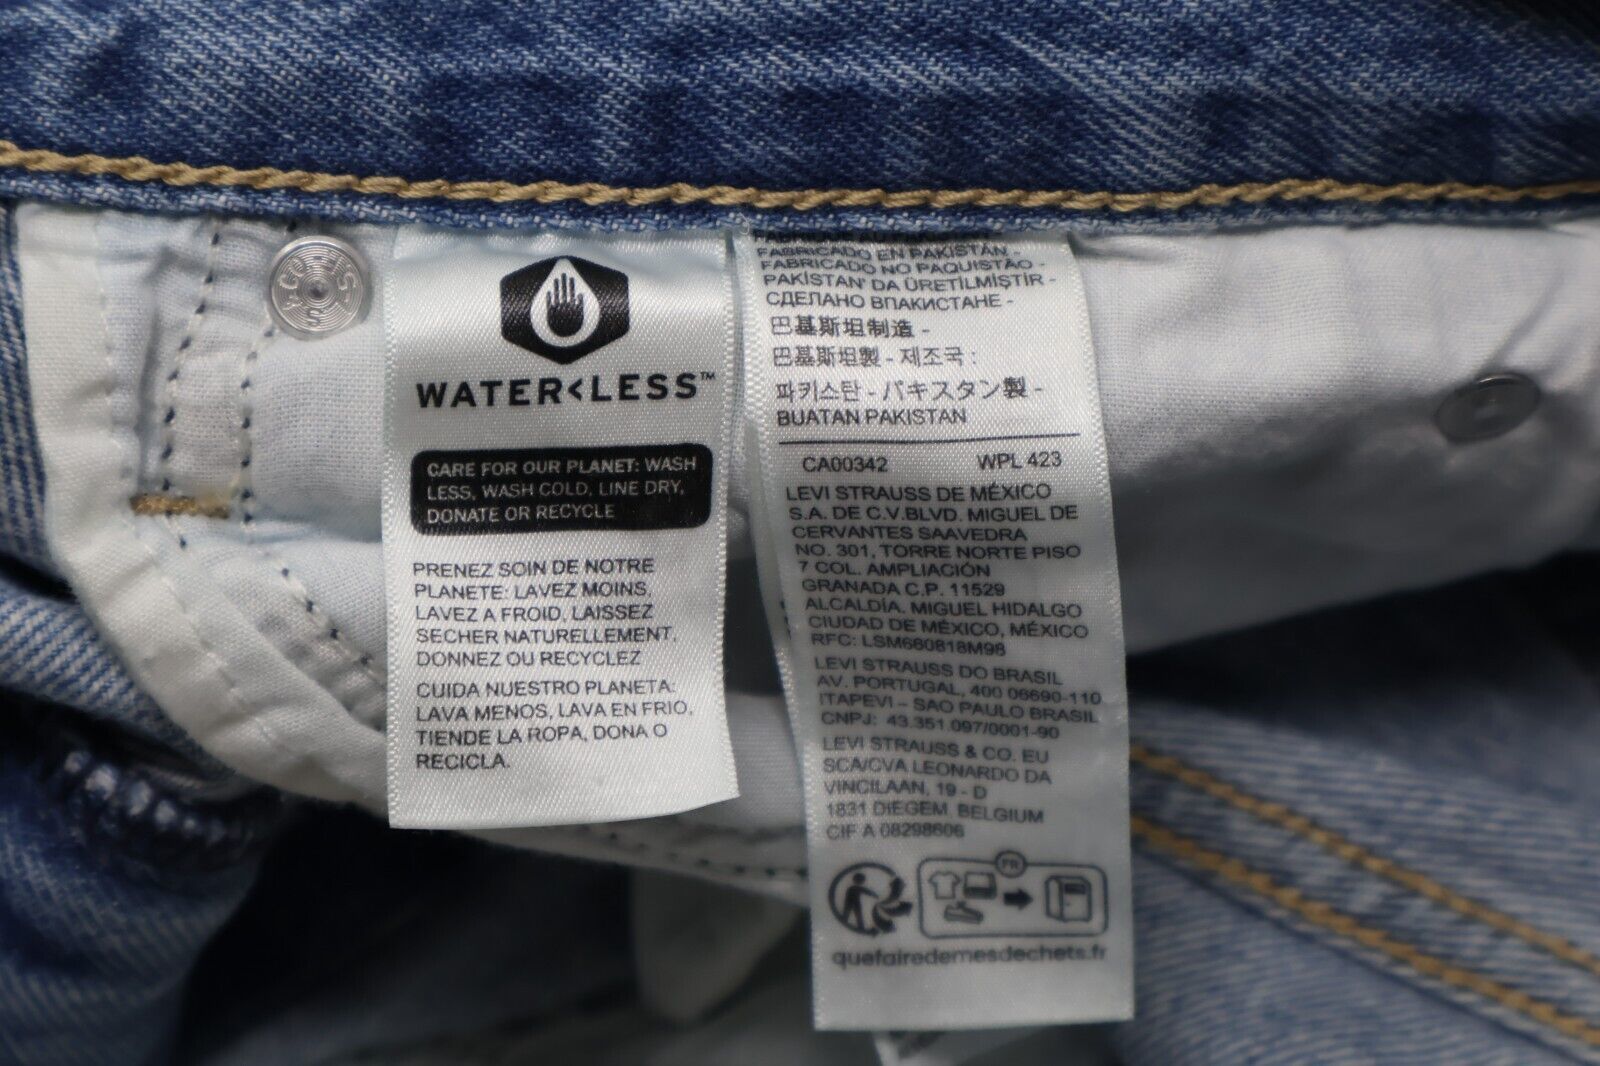 WATER<LESS™
CARE FOR OUR PLANET: WASH
LESS, WASH COLD, LINE DRY,
DONATE OR RECYCLE
PRENEZ SOIN DE NOTRE
PLANETE: LAVEZ MOINS,
LAVEZ A FROID, LAISSEZ
SECHER NATURELLEMENT,
DONNEZ OU RECYCLEZ
CUIDA NUESTRO PLANETA:
LAVA MENOS, LAVA EN FRIO,
TIENDE LA ROPA, DONA O
RECICLA.
FABRICADO EN PAKISTÁN -
FABRICADO NO PAQUISTÃO -
PAKİSTAN' DA ÜRETİLMİŞTİR -
СДЕЛАНО ВПАКИСТАНЕ -
巴基斯坦制造 -
巴基斯坦製 - 제조국 :
파키스탄 - パキスタン製 -
BUATAN PAKISTAN
CA00342 WPL 423
LEVI STRAUSS DE MÉXICO
S.A. DE C.V.BLVD. MIGUEL DE
CERVANTES SAAVEDRA
NO. 301, TORRE NORTE PISO
7 COL. AMPLIACIÓN
GRANADA C.P. 11529
ALCALDÍA. MIGUEL HIDALGO
CIUDAD DE MÉXICO, MÉXICO
RFC: LSM660818M98
LEVI STRAUSS DO BRASIL
AV. PORTUGAL, 400 06690-110
ITAPEVI – SAO PAULO BRASIL
CNPJ: 43.351.097/0001-90
LEVI STRAUSS & CO. EU
SCA/CVA LEONARDO DA
VINCILAAN, 19 - D
1831 DIEGEM BELGIUM
CIF A 08298606
FR
quefairedemesdechets.fr